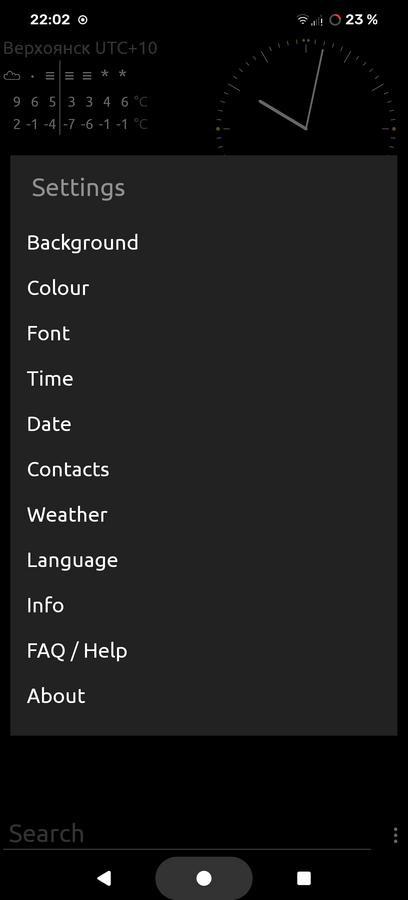 22:02
23 %
Верхоянск UTC+10
9 6 5 3 3 4 6 °C
2 -1 -4 -7 -6 -1 -1 °C
Settings
Background
Colour
Font
Time
Date
Contacts
Weather
Language
Info
FAQ / Help
About
Search